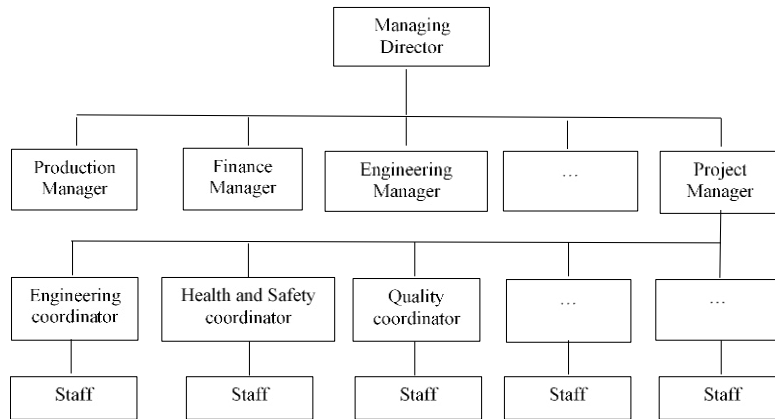 Managing
Director
Production
Manager
Finance
Manager
Engineering
Manager
...
Project
Manager
Engineering
coordinator
Health and Safety
coordinator
Quality
coordinator
...
...
Staff
Staff
Staff
Staff
Staff